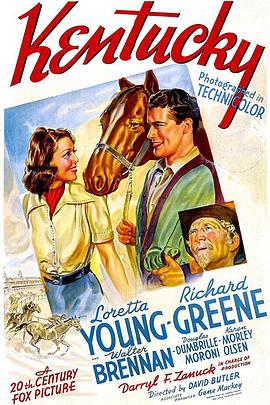 Kentucky
Photographed in
TECHNICOLOR
Loretta Richard
YOUNG-GREENE
... Walter Douglas Karen
BRENNAN · DUMBRILLE · MORLEY
MORONI OLSEN
A
20th CENTURY
FOX PICTURE
Darryl F. Zanuck IN CHARGE OF PRODUCTION
Directed by DAVID BUTLER
ASSOCIATE PRODUCER Gene Markey